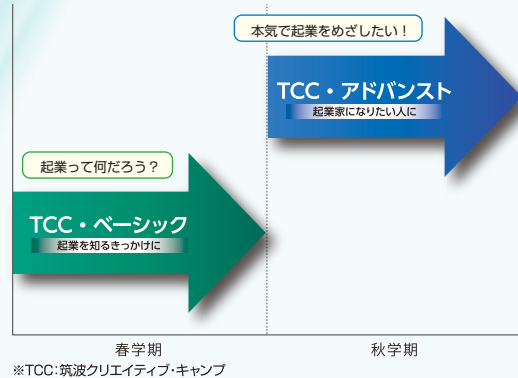 本気で起業をめざしたい！
TCC・アドバンスト
起業家になりたい人に
起業って何だろう？
TCC・ベーシック
起業を知るきっかけに
春学期
秋学期
※TCC：筑波クリエイティブ・キャンプ